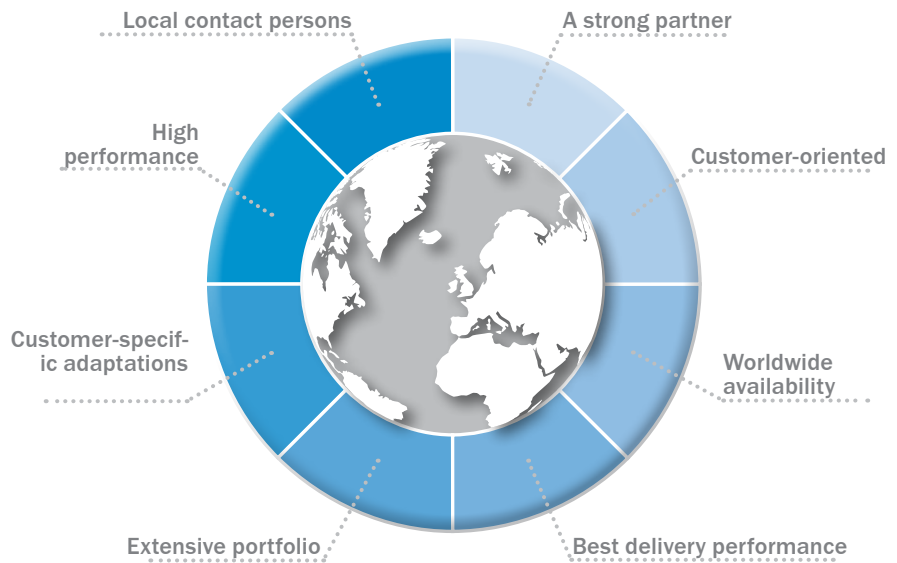 Local contact persons
A strong partner
High
performance
Customer-oriented
Customer-specif-
ic adaptations
Worldwide
availability
Extensive portfolio
Best delivery performance